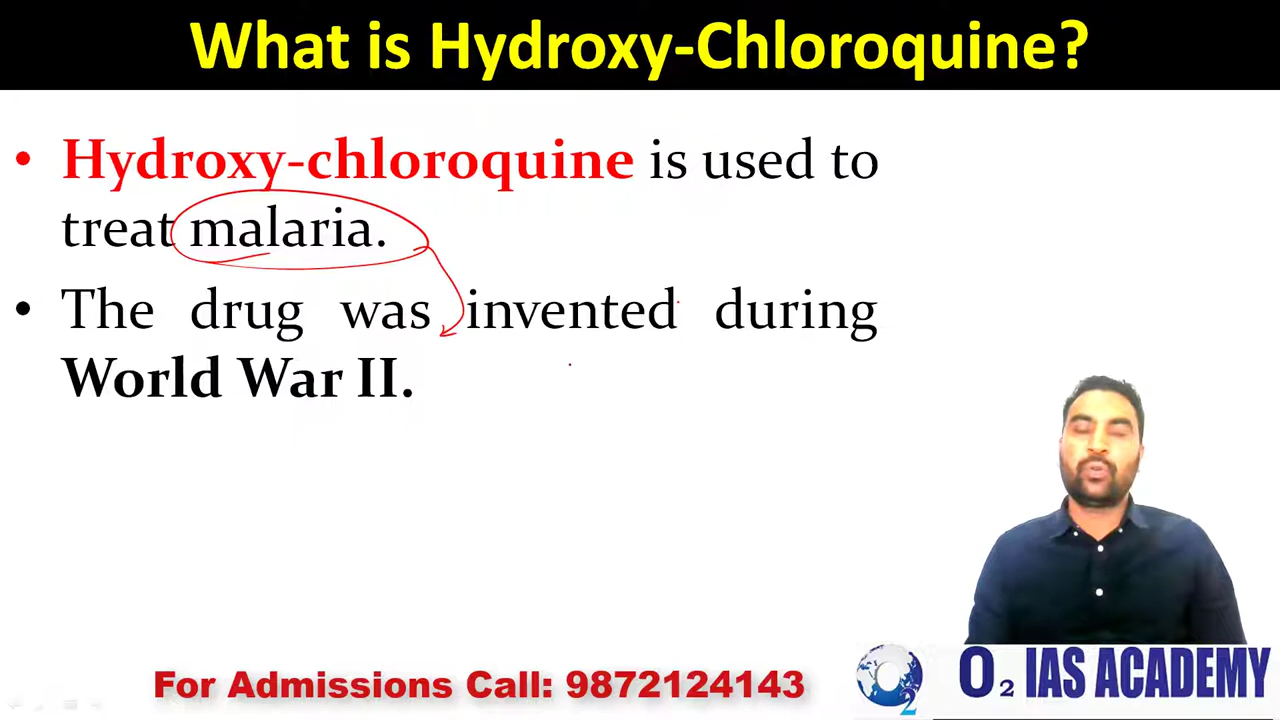 What is Hydroxy-Chloroquine?
• Hydroxy-chloroquine is used to
treat malaria.
• The drug was invented during
World War II.
For Admissions Call: 9872124143
2
O2 IAS ACADEMY